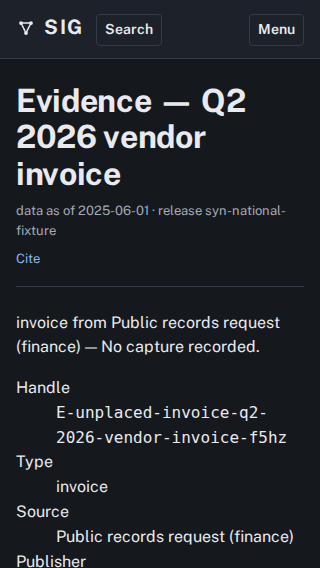 SIG
Search
Menu
Evidence — Q2
2026 vendor
invoice
data as of 2025-06-01 · release syn-national-
fixture
Cite
invoice from Public records request
(finance) — No capture recorded.
Handle
E-unplaced-invoice-q2-
2026-vendor-invoice-f5hz
Type
invoice
Source
Public records request (finance)
Publisher